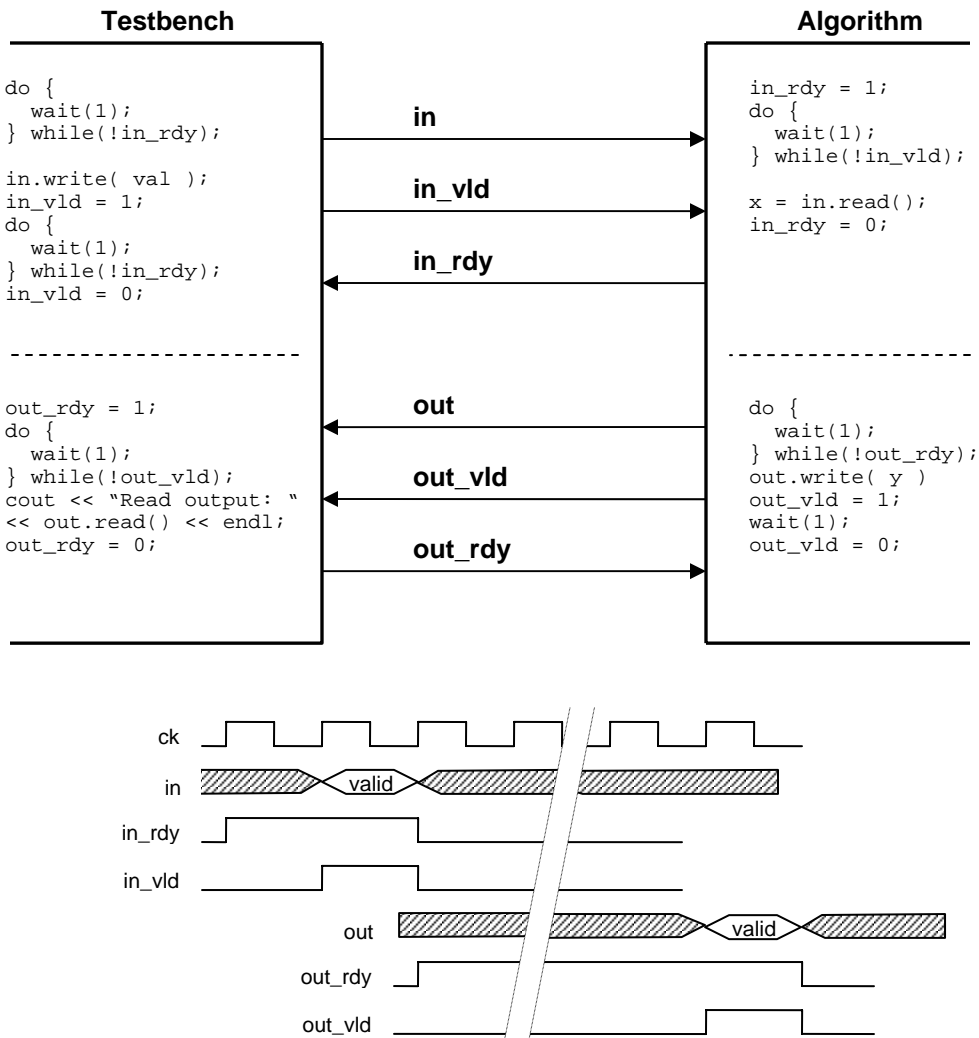 Testbench
Algorithm
do {
wait(1);
} while(!in_rdy);
in.write( val );
in_vld = 1;
do {
wait(1);
} while(!in_rdy);
in_vld = 0;
in
in_vld
in_rdy
in_rdy = 1;
do {
wait(1);
} while(!in_vld);
x = in.read();
in_rdy = 0;
out_rdy = 1;
do {
wait(1);
} while(!out_vld);
cout << “Read output: “
<< out.read() << endl;
out_rdy = 0;
out
out_vld
out_rdy
do {
wait(1);
} while(!out_rdy);
out.write( y )
out_vld = 1;
wait(1);
out_vld = 0;
ck
in
valid
in_rdy
in_vld
out
valid
out_rdy
out_vld